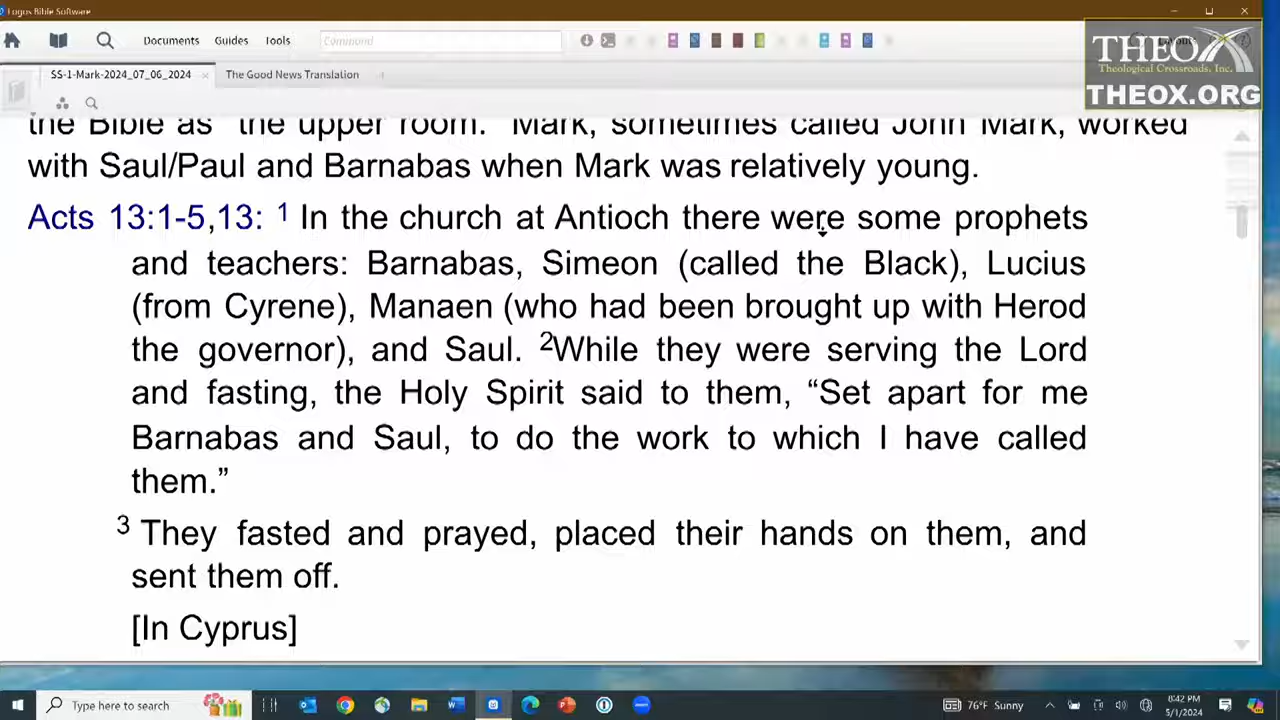 Logos Bible Software
Documents Guides Tools Command
THEOX
Theological Crossroads, Inc.
THEOX.ORG
SS-1-Mark-2024_07_06_2024 The Good News Translation
the Bible as "the upper room." Mark, sometimes called John Mark, worked
with Saul/Paul and Barnabas when Mark was relatively young.
Acts 13:1-5,13: 1 In the church at Antioch there were some prophets
and teachers: Barnabas, Simeon (called the Black), Lucius
(from Cyrene), Manaen (who had been brought up with Herod
the governor), and Saul. 2While they were serving the Lord
and fasting, the Holy Spirit said to them, “Set apart for me
Barnabas and Saul, to do the work to which I have called
them.”
3 They fasted and prayed, placed their hands on them, and
sent them off.
[In Cyprus]
Type here to search
76°F Sunny
8:42 PM
5/1/2024